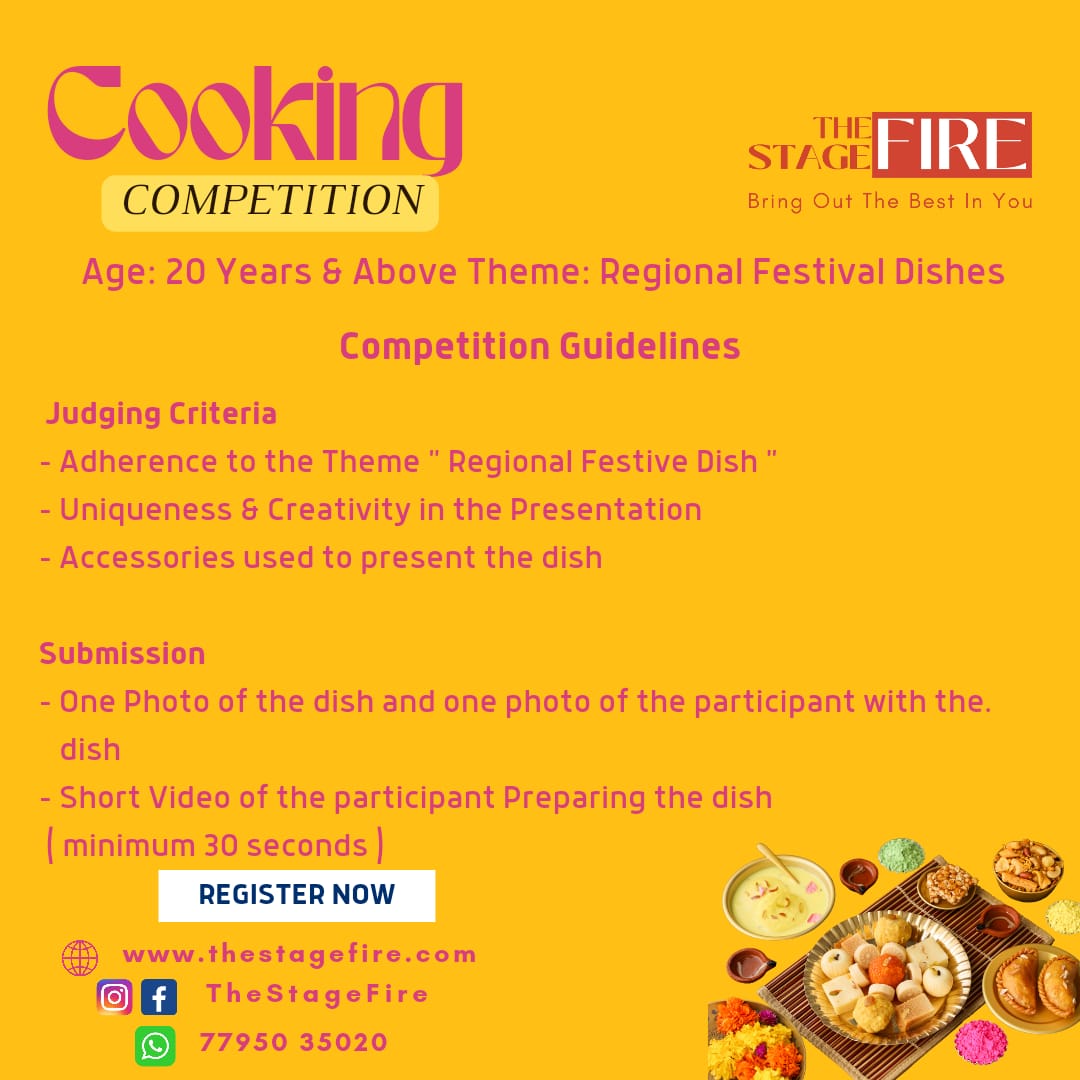 Cooking
COMPETITION
THE
STAGE
FIRE
Bring Out The Best In You
Age: 20 Years & Above Theme: Regional Festival Dishes
Competition Guidelines
Judging Criteria
- Adherence to the Theme " Regional Festive Dish "
- Uniqueness & Creativity in the Presentation
- Accessories used to present the dish
Submission
- One Photo of the dish and one photo of the participant with the.
dish
- Short Video of the participant Preparing the dish
( minimum 30 seconds )
REGISTER NOW
www.thestagefire.com
TheStageFire
77950 35020